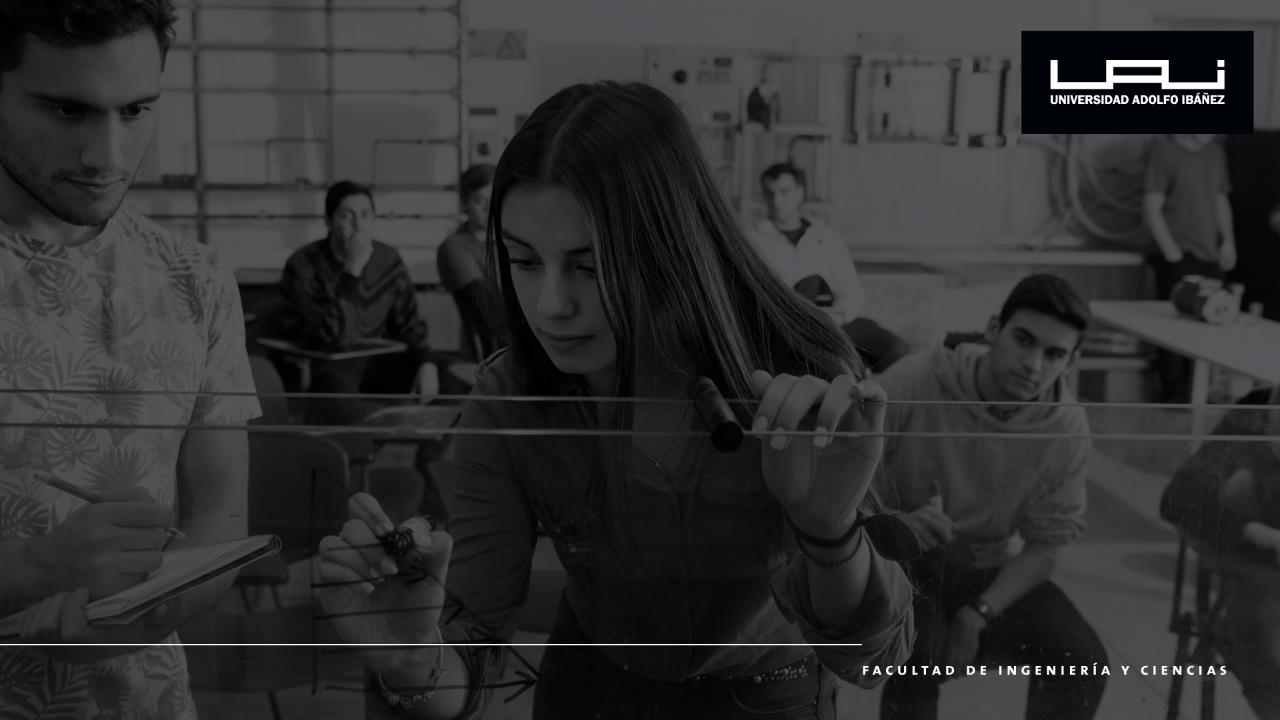 UAI
UNIVERSIDAD ADOLFO IBÁÑEZ
FACULTAD DE INGENIERÍA Y CIENCIAS